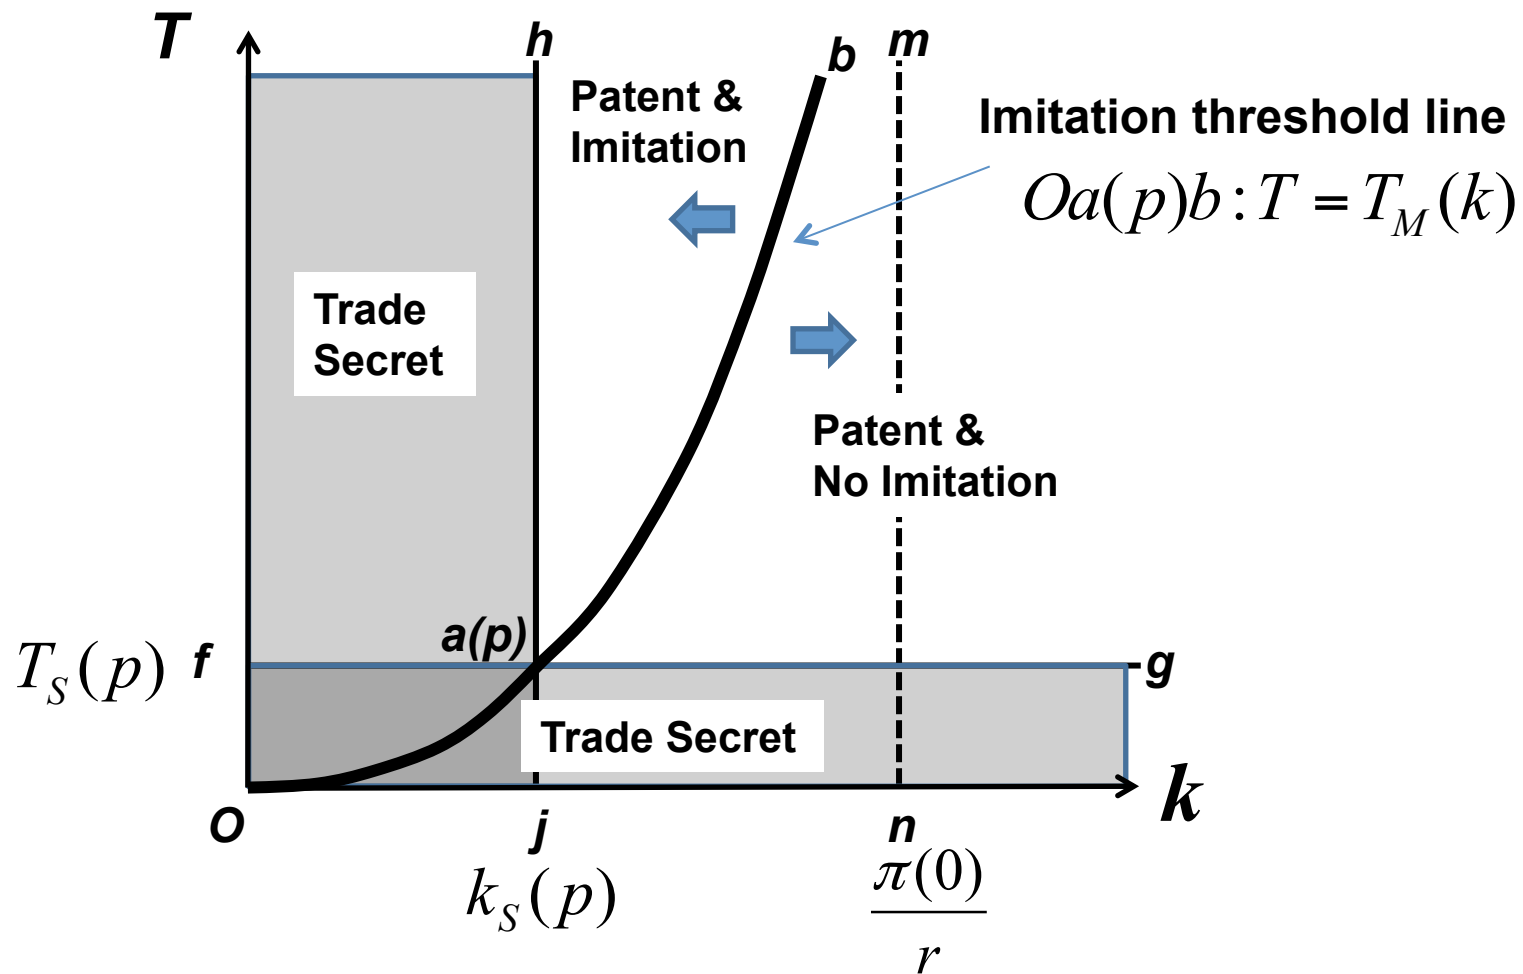 T
h
b
m
Patent &
Imitation
Imitation threshold line
Oa(p)b : T = T_M(k)
Trade
Secret
Patent &
No Imitation
a(p)
T_S(p)
f
g
Trade Secret
k
O
j
n
k_S(p)
π(0)
r